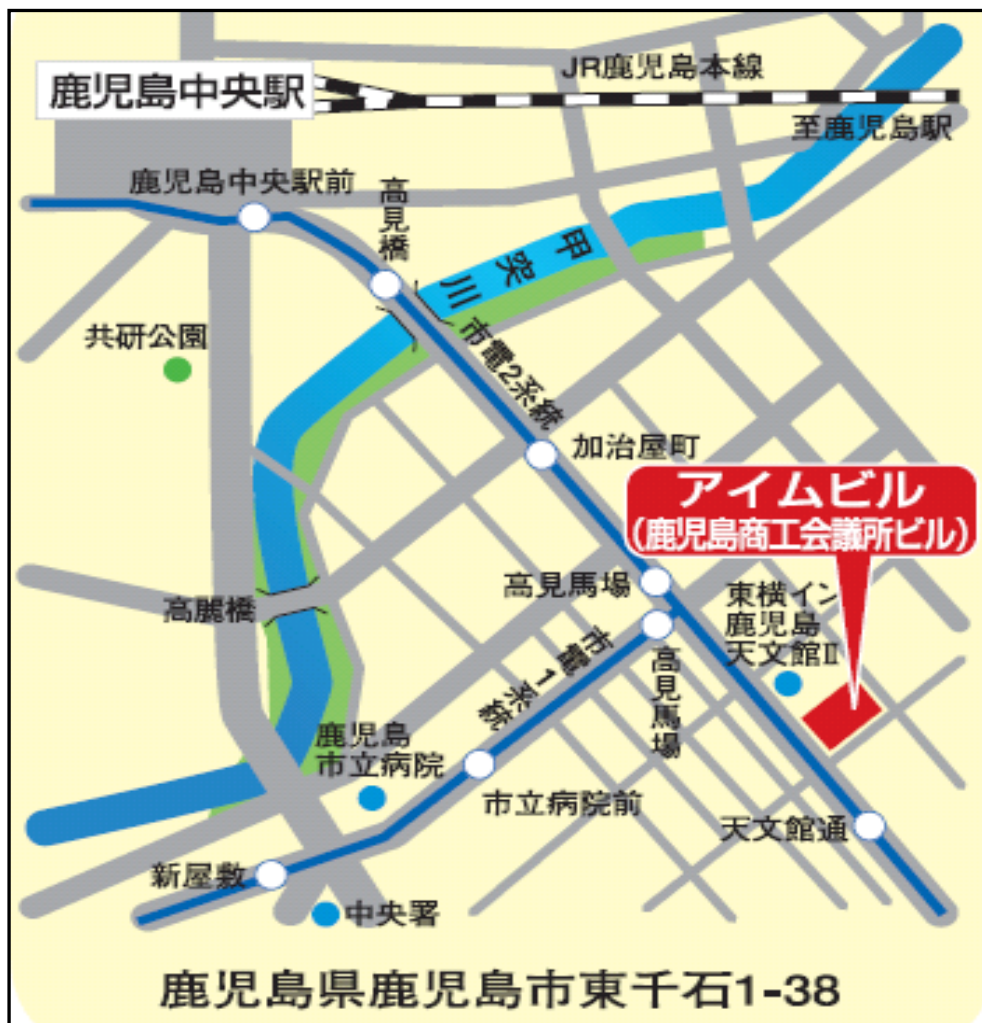 JR鹿児島本線
鹿児島中央駅
至鹿児島駅
鹿児島中央駅前
高見橋
甲突川
共研公園
市電2系統
加治屋町
アイムビル
(鹿児島商工会議所ビル)
高見馬場
東横イン
鹿児島
天文館Ⅱ
高麗橋
市電1系統
高見馬場
鹿児島
市立病院
市立病院前
天文館通
新屋敷
中央署
鹿児島県鹿児島市東千石1-38